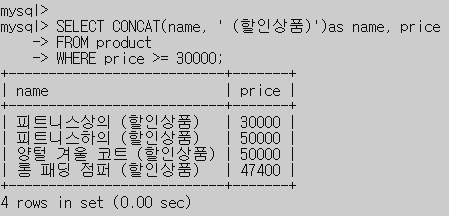 mysql>
mysql> SELECT CONCAT(name, ' (할인상품)')as name, price
    -> FROM product
    -> WHERE price >= 30000;
+----------------------------+-------+
| name                       | price |
+----------------------------+-------+
| 피트니스상의 (할인상품)    | 30000 |
| 피트니스하의 (할인상품)    | 50000 |
| 양털 겨울 코트 (할인상품) | 50000 |
| 롱 패딩 점퍼 (할인상품)    | 47400 |
+----------------------------+-------+
4 rows in set (0.00 sec)